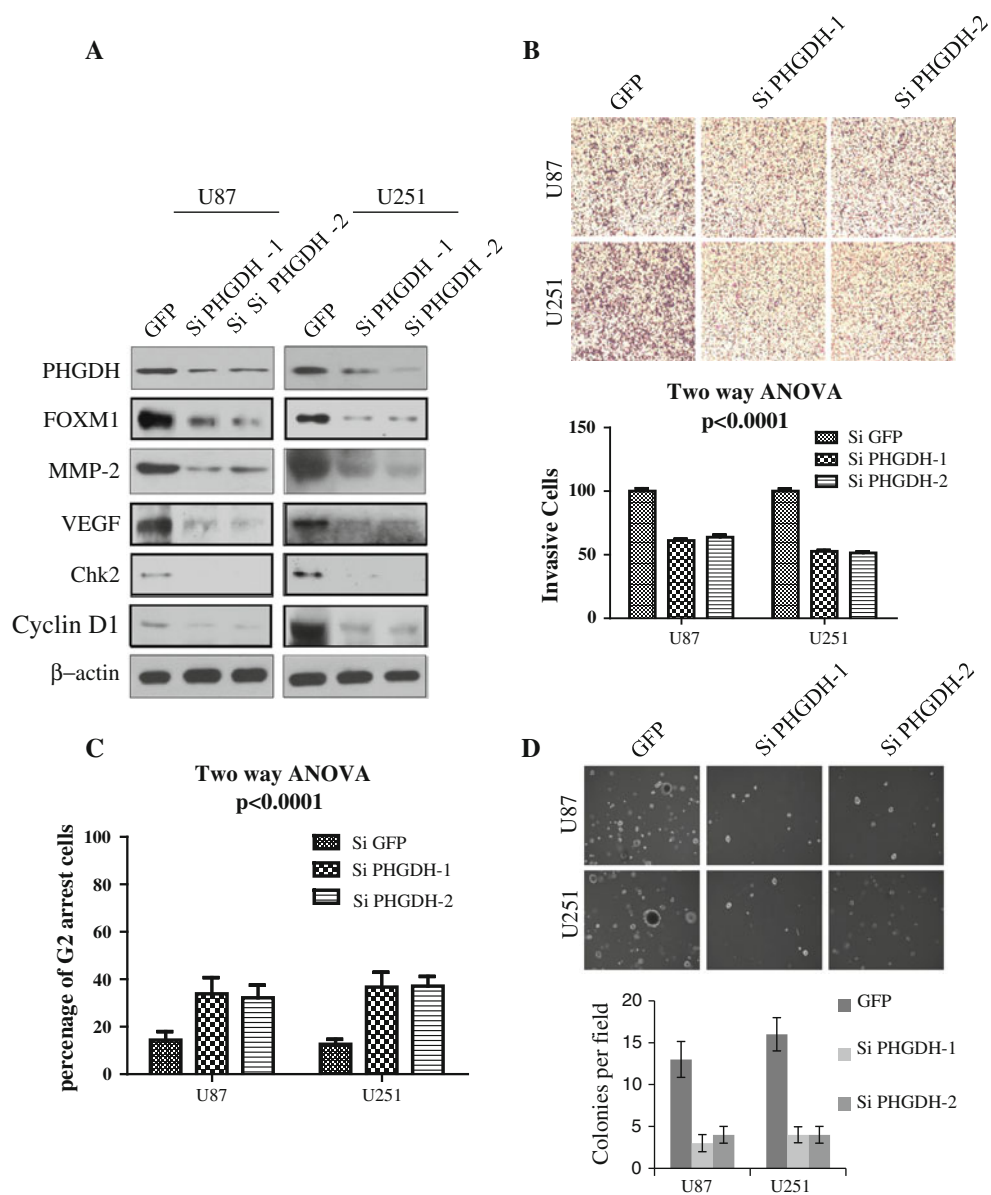 A
U87
U251
GFP
Si PHGDH -1
Si Si PHGDH -2
GFP
Si PHGDH -1
Si PHGDH -2
PHGDH
FOXM1
MMP-2
VEGF
Chk2
Cyclin D1
β–actin
B
GFP
Si PHGDH-1
Si PHGDH-2
U87
U251
Two way ANOVA
p<0.0001
150
100
50
0
Invasive Cells
Si GFP
Si PHGDH-1
Si PHGDH-2
U87
U251
C
Two way ANOVA
p<0.0001
100
80
60
40
20
0
percenage of G2 arrest cells
Si GFP
Si PHGDH-1
Si PHGDH-2
U87
U251
D
GFP
Si PHGDH-1
Si PHGDH-2
U87
U251
20
15
10
5
0
Colonies per field
GFP
Si PHGDH-1
Si PHGDH-2
U87
U251